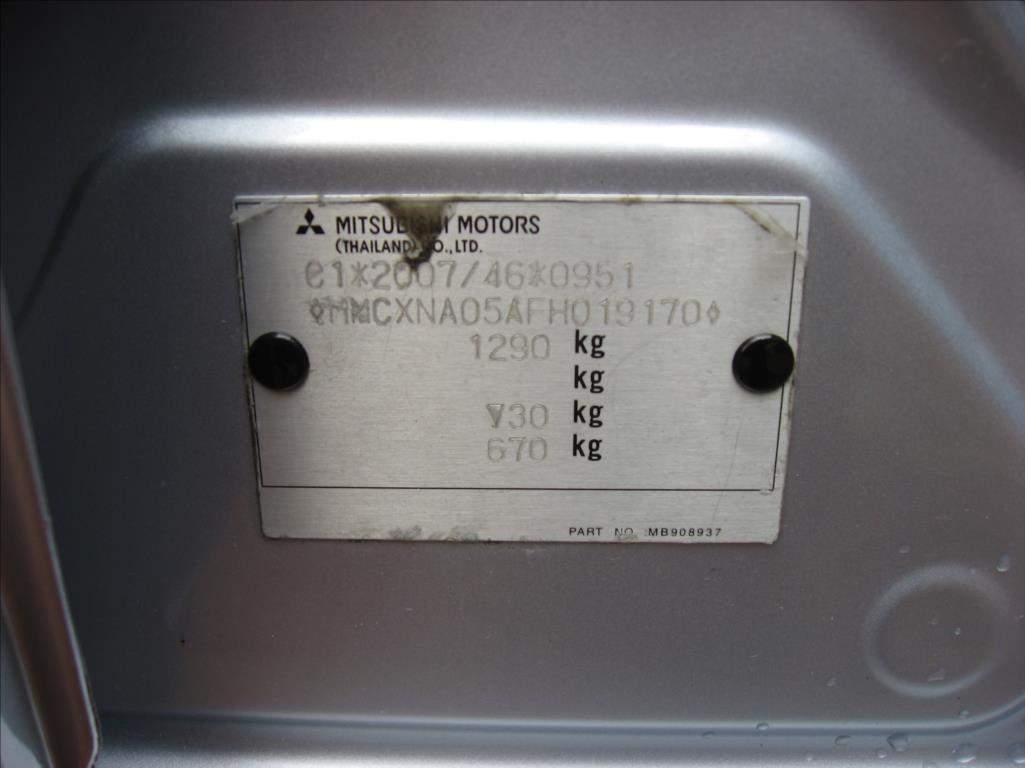 MITSUBISHI MOTORS
(THAILAND) CO., LTD.
e1*2007/46*0951
◊MMCXNA05AFH019170◊
1290 kg
kg
730 kg
670 kg
PART NO. MB908937